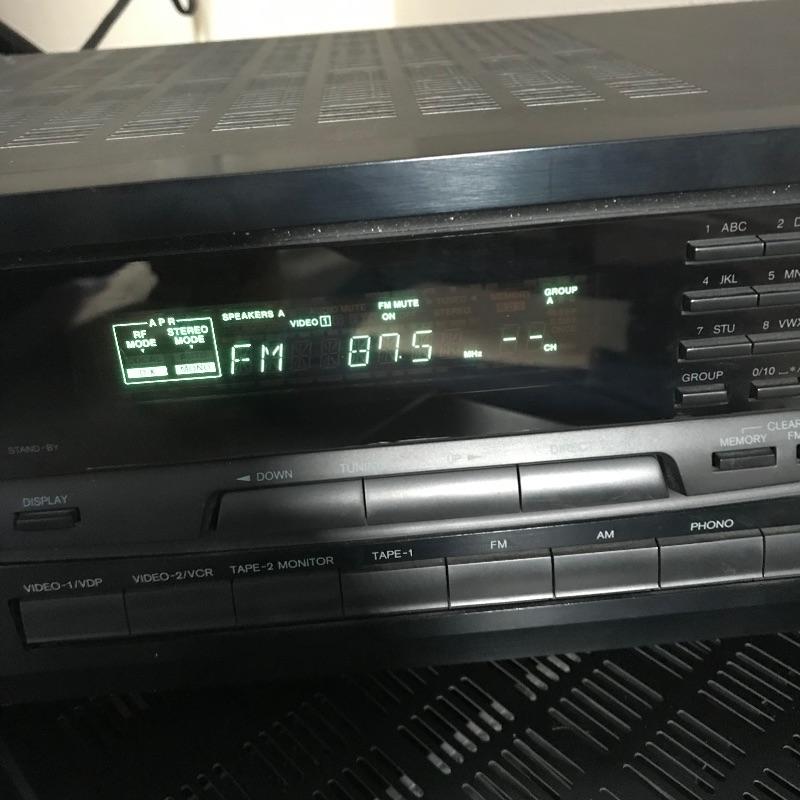 1 ABC 2
GROUP
A
A P R
SPEAKERS A
VIDEO 1
FM MUTE
ON
RF
MODE
STEREO
MODE
MONO
FM 87.5 MHz -- CH
4 JKL 5
7 STU 8
GROUP 0/10
STAND-BY
DISPLAY
DOWN TUNING UP DIRECT
MEMORY
CLEAR
FM
VIDEO-1/VDP VIDEO-2/VCR TAPE-2 MONITOR TAPE-1 FM AM PHONO